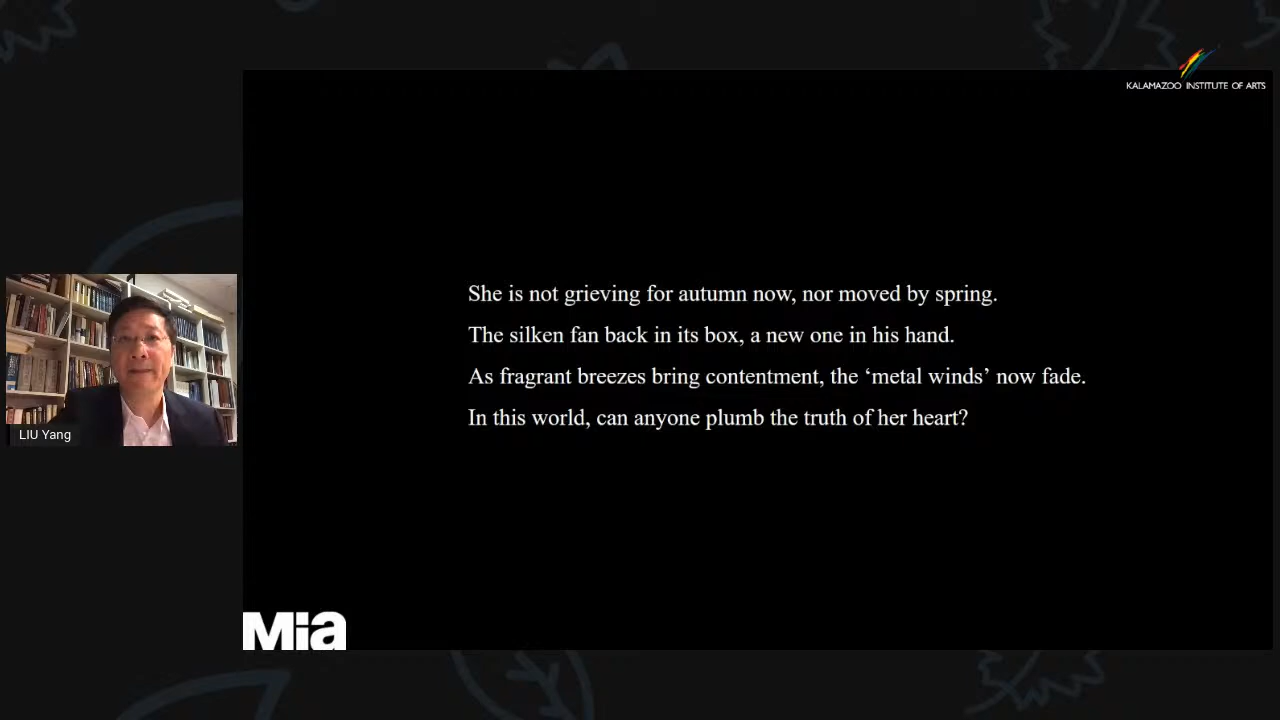 KALAMAZOO INSTITUTE OF ARTS
She is not grieving for autumn now, nor moved by spring.
The silken fan back in its box, a new one in his hand.
As fragrant breezes bring contentment, the ‘metal winds’ now fade.
In this world, can anyone plumb the truth of her heart?
LIU Yang
Mia